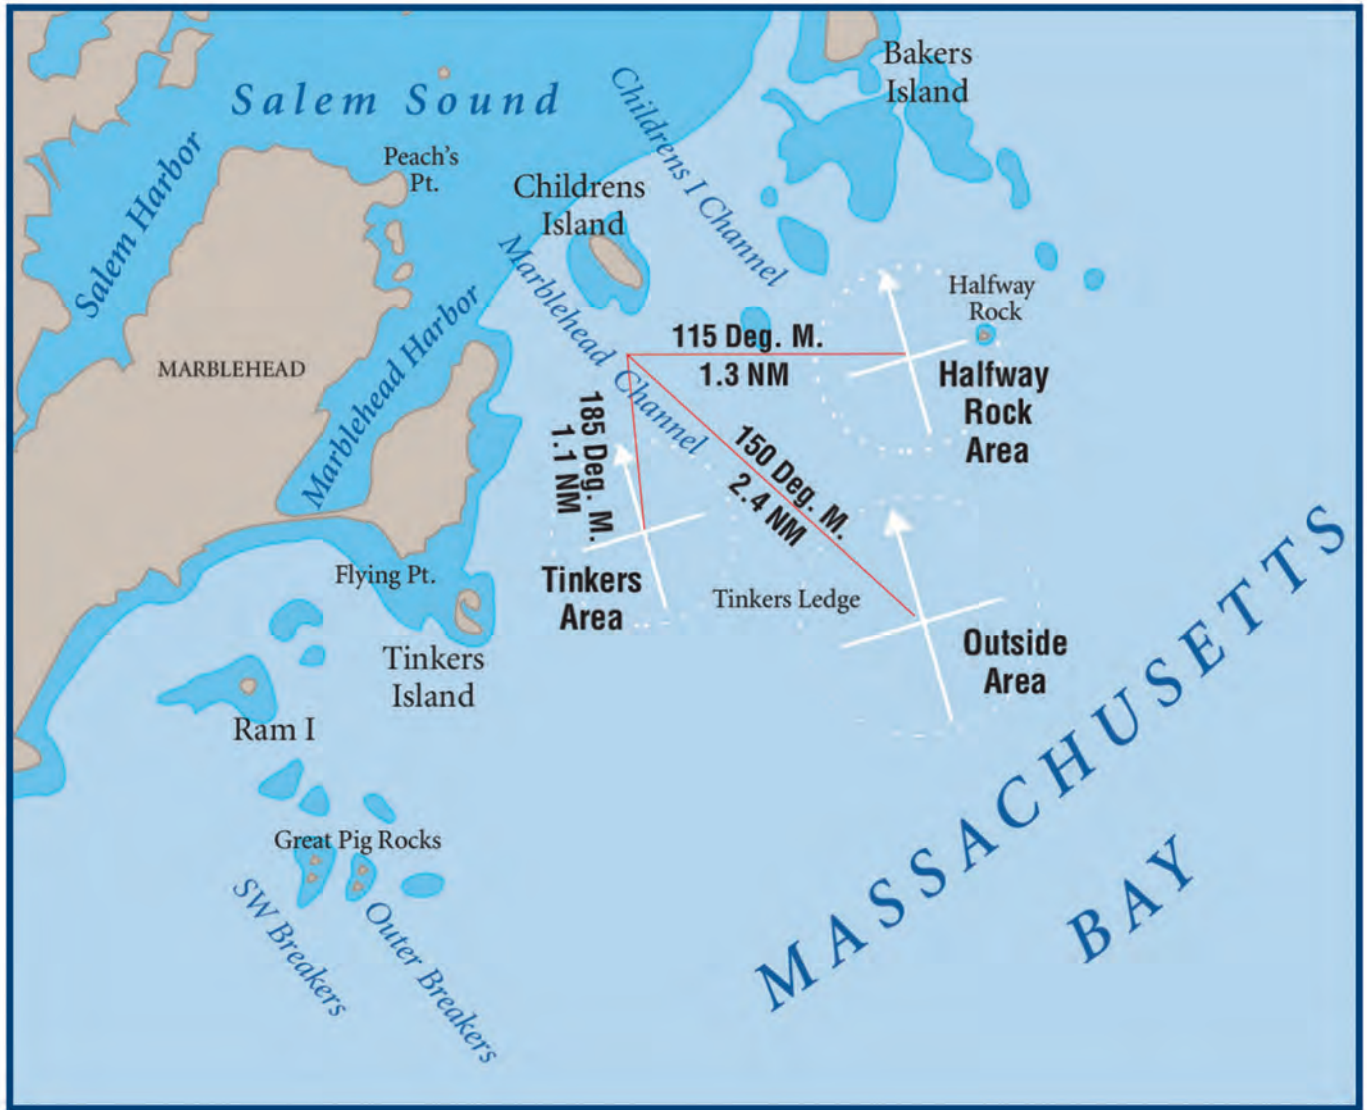 Bakers
Island
Salem Sound
Childrens I Channel
Peach's
Pt.
Childrens
Island
Salem Harbor
Marblehead Channel
Halfway
Rock
Marblehead Harbor
MARBLEHEAD
115 Deg. M.
1.3 NM
Halfway
Rock
Area
185 Deg. M.
1.1 NM
150 Deg. M.
2.4 NM
Flying Pt.
Tinkers
Area
Tinkers Ledge
Outside
Area
Tinkers
Island
Ram I
MASSACHUSETTS
BAY
Great Pig Rocks
SW Breakers
Outer Breakers